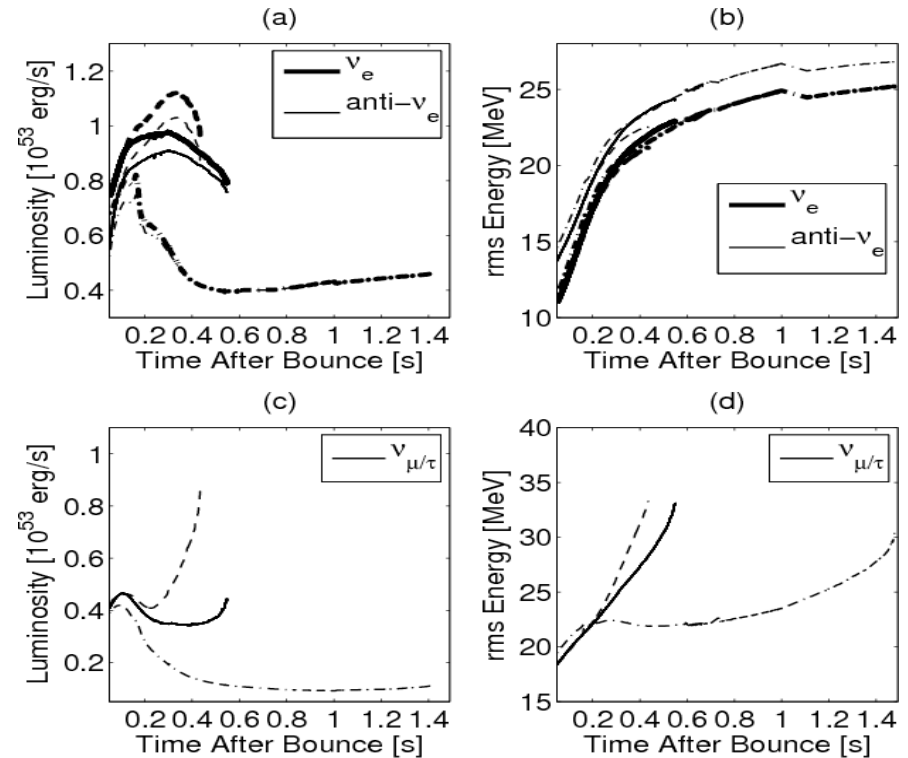 (a)
Luminosity [10^53 erg/s]
1.2
1
0.8
0.6
0.4
ν_e
anti-ν_e
0.2 0.4 0.6 0.8 1 1.2 1.4
Time After Bounce [s]
(b)
rms Energy [MeV]
25
20
15
10
ν_e
anti-ν_e
0.2 0.4 0.6 0.8 1 1.2 1.4
Time After Bounce [s]
(c)
Luminosity [10^53 erg/s]
1
0.8
0.6
0.4
0.2
ν_μ/τ
0.2 0.4 0.6 0.8 1 1.2 1.4
Time After Bounce [s]
(d)
rms Energy [MeV]
40
35
30
25
20
15
ν_μ/τ
0.2 0.4 0.6 0.8 1 1.2 1.4
Time After Bounce [s]